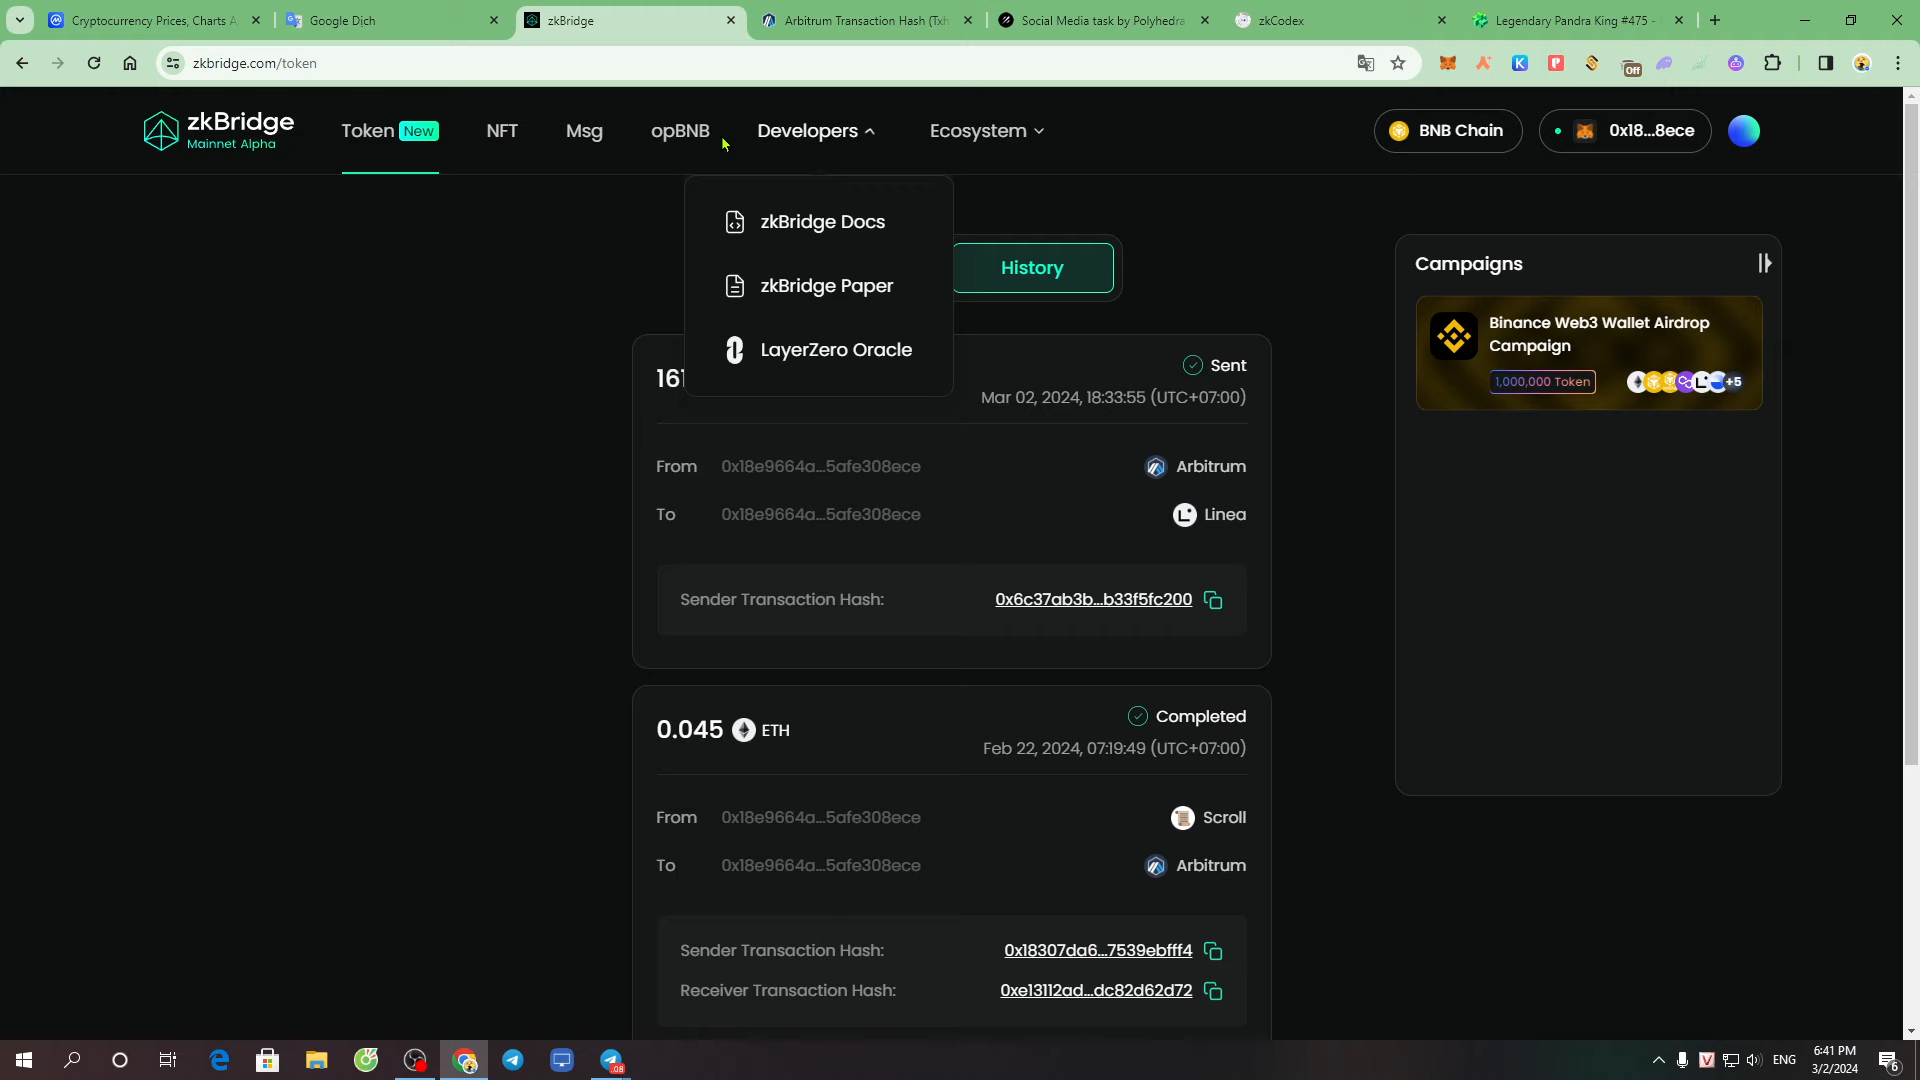 Cryptocurrency Prices, Charts A
Google Dịch
zkBridge
Arbitrum Transaction Hash (Txh
Social Media task by Polyhedra
zkCodex
Legendary Pandra King #475 -
zkbridge.com/token
Off
zkBridge
Mainnet Alpha
Token New
NFT
Msg
opBNB
Developers
Ecosystem
BNB Chain
0x18...8ece
zkBridge Docs
zkBridge Paper
LayerZero Oracle
History
Campaigns
Binance Web3 Wallet Airdrop
Campaign
1,000,000 Token
+5
161
Sent
Mar 02, 2024, 18:33:55 (UTC+07:00)
From 0x18e9664a...5afe308ece Arbitrum
To 0x18e9664a...5afe308ece Linea
Sender Transaction Hash: 0x6c37ab3b...b33f5fc200
0.045 ETH
Completed
Feb 22, 2024, 07:19:49 (UTC+07:00)
From 0x18e9664a...5afe308ece Scroll
To 0x18e9664a...5afe308ece Arbitrum
Sender Transaction Hash: 0x18307da6...7539ebfff4
Receiver Transaction Hash: 0xe13112ad...dc82d62d72
08
ENG
6:41 PM
3/2/2024
6